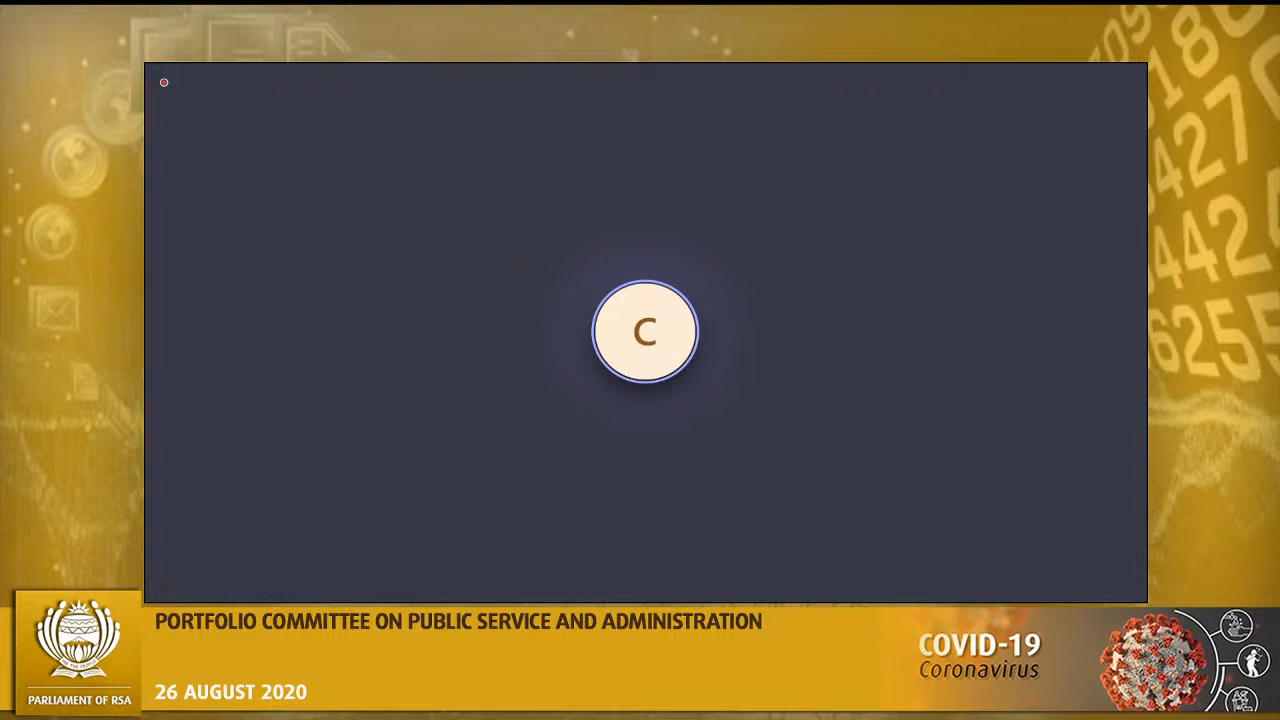 C
PORTFOLIO COMMITTEE ON PUBLIC SERVICE AND ADMINISTRATION
COVID-19
Coronavirus
26 AUGUST 2020
PARLIAMENT OF RSA